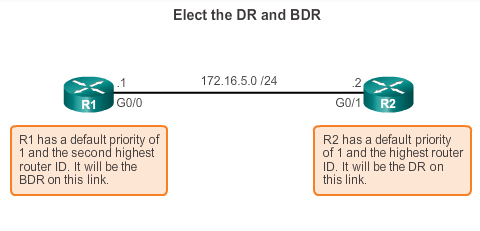 Elect the DR and BDR
.1
172.16.5.0 /24
.2
R1
G0/0
G0/1
R2
R1 has a default priority of
1 and the second highest
router ID. It will be the
BDR on this link.
R2 has a default priority
of 1 and the highest router
ID. It will be the DR on
this link.